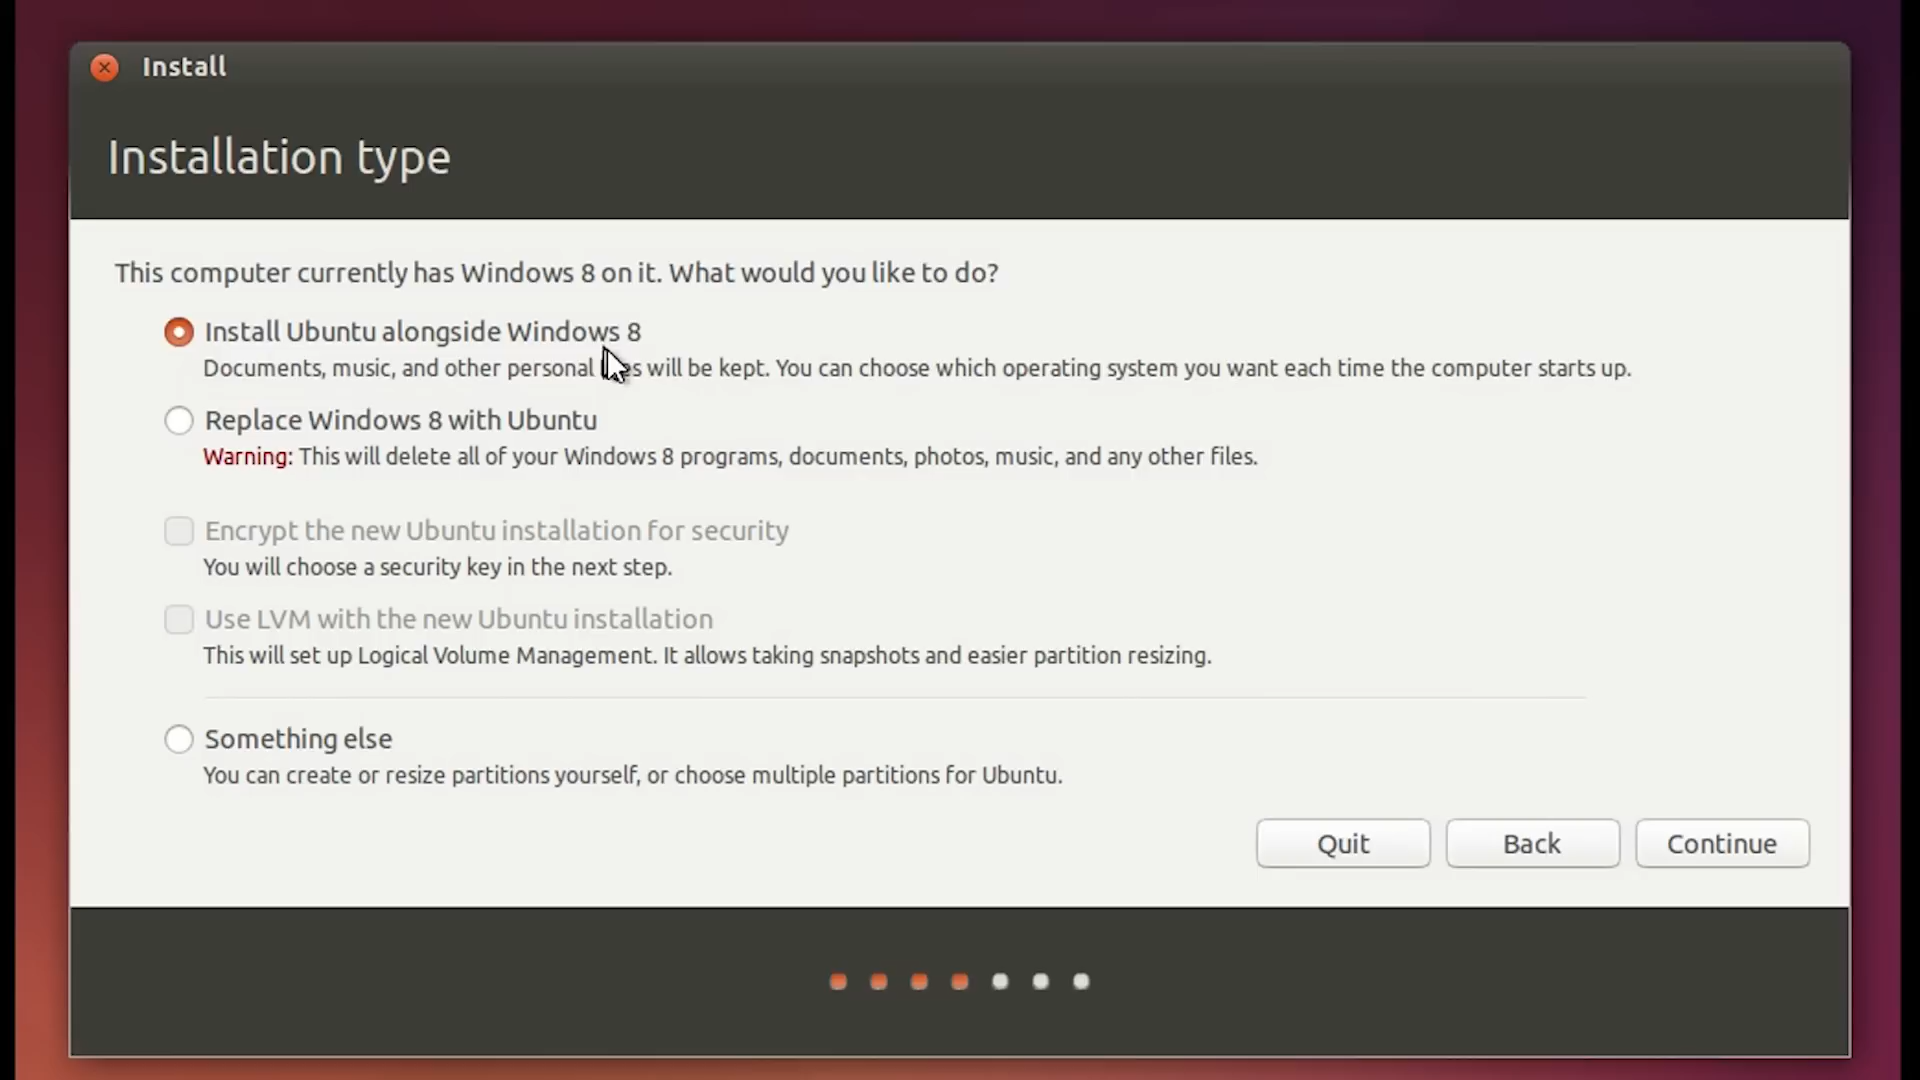 Install
Installation type
This computer currently has Windows 8 on it. What would you like to do?
Install Ubuntu alongside Windows 8
Documents, music, and other personal will be kept. You can choose which operating system you want each time the computer starts up.
Replace Windows 8 with Ubuntu
Warning: This will delete all of your Windows 8 programs, documents, photos, music, and any other files.
Encrypt the new Ubuntu installation for security
You will choose a security key in the next step.
Use LVM with the new Ubuntu installation
This will set up Logical Volume Management. It allows taking snapshots and easier partition resizing.
Something else
You can create or resize partitions yourself, or choose multiple partitions for Ubuntu.
Quit Back Continue